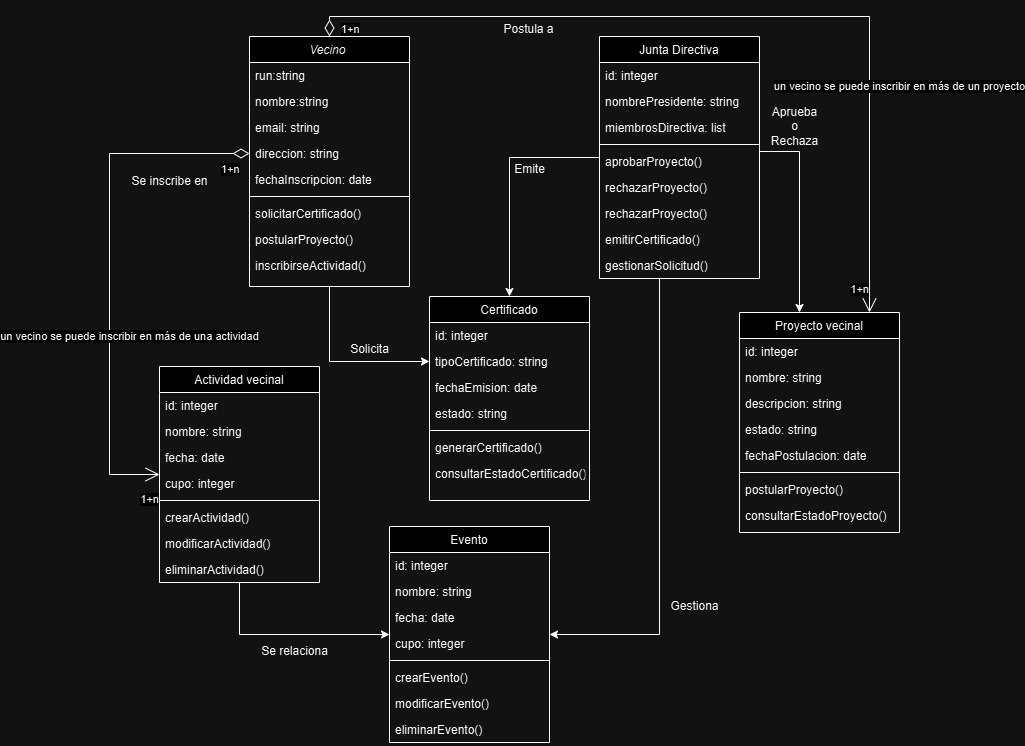 1+n
Postula a
Vecino
run:string
nombre:string
email: string
direccion: string
fechaInscripcion: date
solicitarCertificado()
postularProyecto()
inscribirseActividad()
Junta Directiva
id: integer
nombrePresidente: string
miembrosDirectiva: list
aprobarProyecto()
rechazarProyecto()
rechazarProyecto()
emitirCertificado()
gestionarSolicitud()
un vecino se puede inscribir en más de un proyecto
Aprueba
o
Rechaza
1+n
Se inscribe en
Emite
1+n
un vecino se puede inscribir en más de una actividad
Solicita
Certificado
id: integer
tipoCertificado: string
fechaEmision: date
estado: string
generarCertificado()
consultarEstadoCertificado()
Proyecto vecinal
id: integer
nombre: string
descripcion: string
estado: string
fechaPostulacion: date
postularProyecto()
consultarEstadoProyecto()
Actividad vecinal
id: integer
nombre: string
fecha: date
cupo: integer
1+n
crearActividad()
modificarActividad()
eliminarActividad()
Evento
id: integer
nombre: string
fecha: date
cupo: integer
crearEvento()
modificarEvento()
eliminarEvento()
Gestiona
Se relaciona